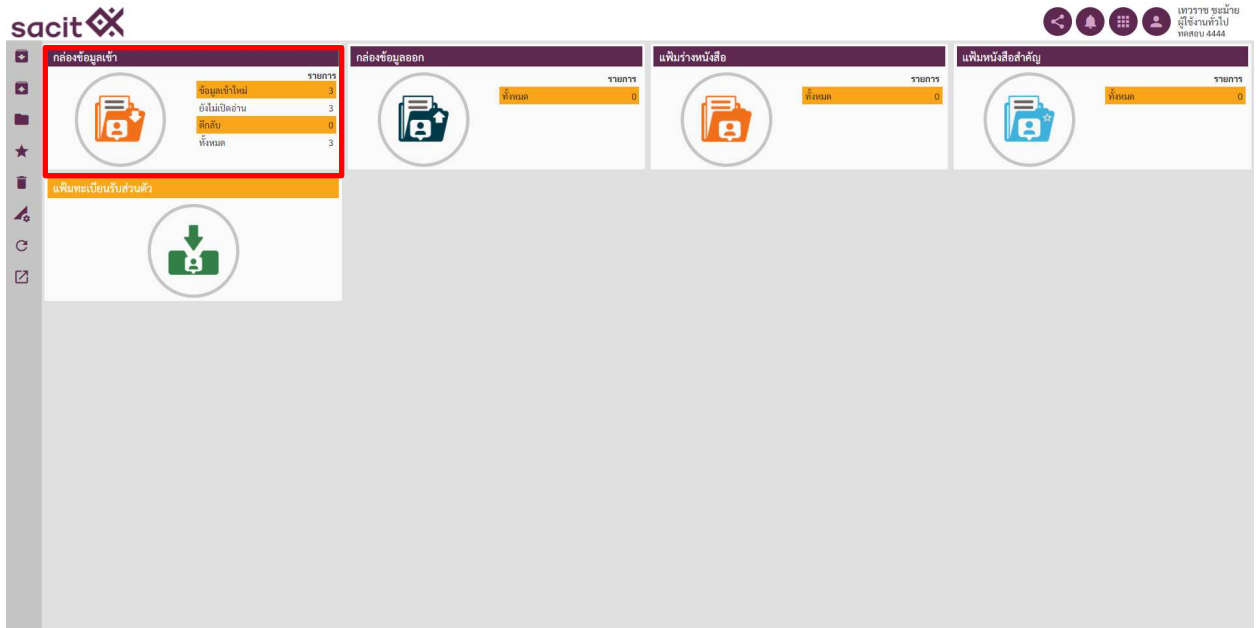 sacit
เทวราช ชะม้าย
ผู้ใช้งานทั่วไป
ทดสอบ 4444
กล่องข้อมูลเข้า
รายการ
ข้อมูลเข้าใหม่ 3
ยังไม่เปิดอ่าน 3
ตีกลับ 0
ทั้งหมด 3
กล่องข้อมูลออก
รายการ
ทั้งหมด 0
แฟ้มร่างหนังสือ
รายการ
ทั้งหมด 0
แฟ้มหนังสือสำคัญ
รายการ
ทั้งหมด 0
แฟ้มทะเบียนรับส่วนตัว